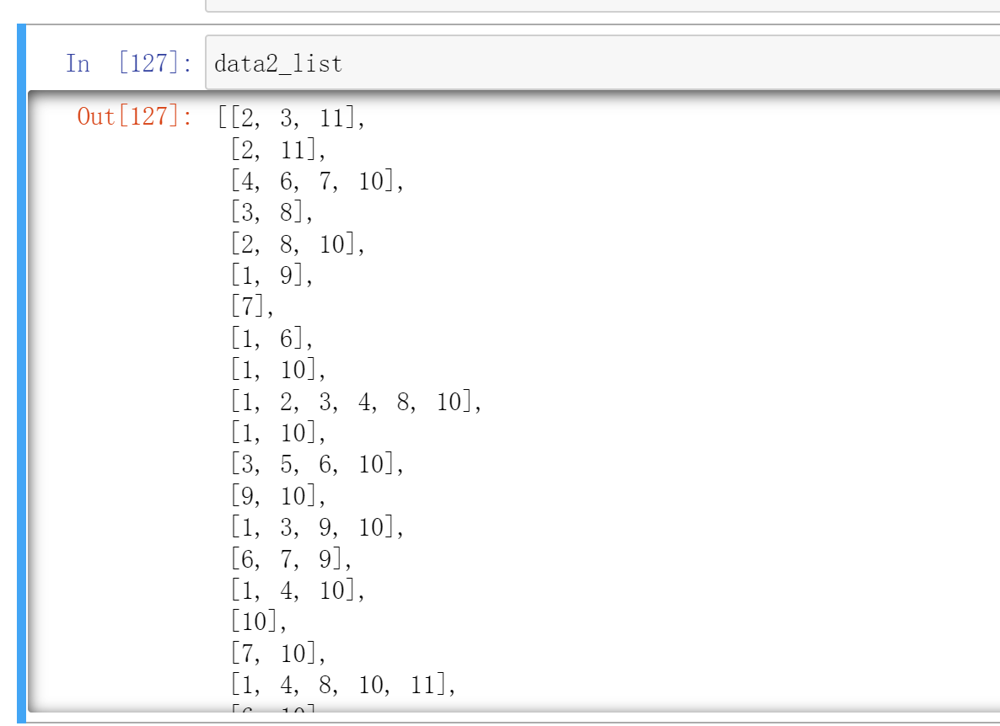 In [127]: data2_list
Out[127]: [[2, 3, 11],
[2, 11],
[4, 6, 7, 10],
[3, 8],
[2, 8, 10],
[1, 9],
[7],
[1, 6],
[1, 10],
[1, 2, 3, 4, 8, 10],
[1, 10],
[3, 5, 6, 10],
[9, 10],
[1, 3, 9, 10],
[6, 7, 9],
[1, 4, 10],
[10],
[7, 10],
[1, 4, 8, 10, 11],